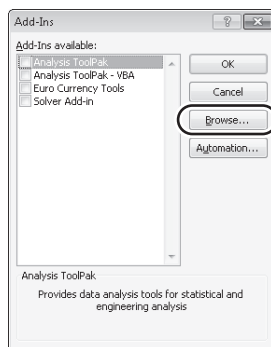 Add-Ins
Add-Ins available:
Analysis ToolPak
Analysis ToolPak - VBA
Euro Currency Tools
Solver Add-in
OK
Cancel
Browse...
Automation...
Analysis ToolPak
Provides data analysis tools for statistical and
engineering analysis